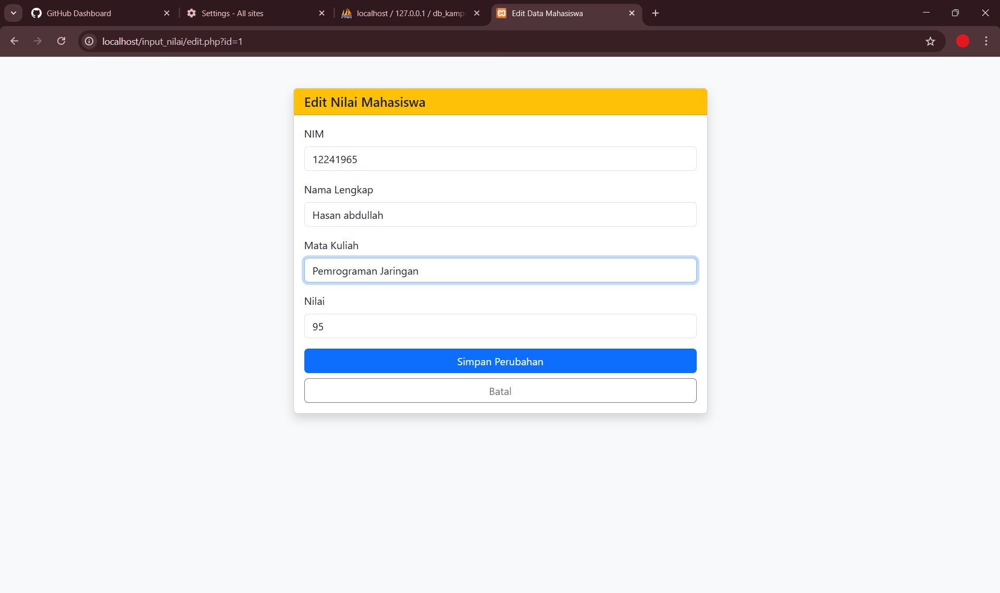 GitHub Dashboard
Settings - All sites
localhost / 127.0.0.1 / db_kamp
Edit Data Mahasiswa
localhost/input_nilai/edit.php?id=1
Edit Nilai Mahasiswa
NIM
12241965
Nama Lengkap
Hasan abdullah
Mata Kuliah
Pemrograman Jaringan
Nilai
95
Simpan Perubahan
Batal